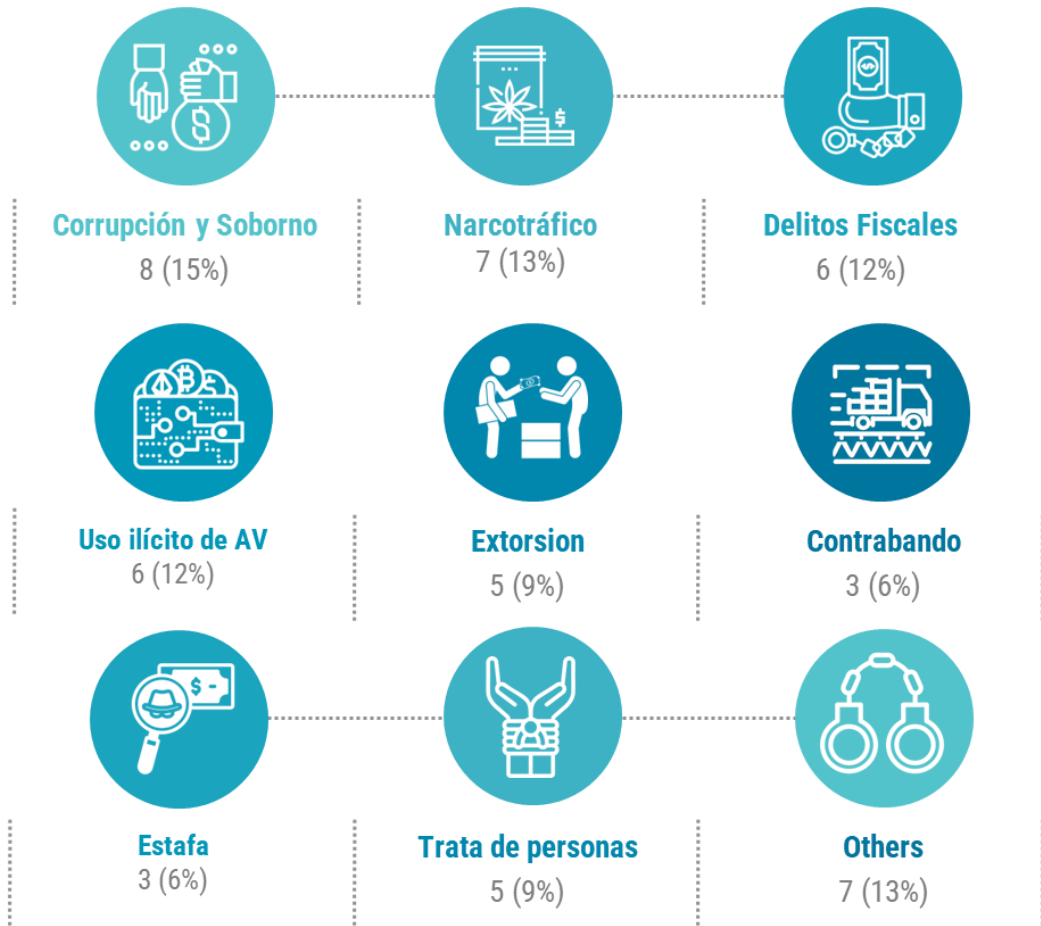 Corrupción y Soborno
8 (15%)
Narcotráfico
7 (13%)
Delitos Fiscales
6 (12%)
Uso ilícito de AV
6 (12%)
Extorsion
5 (9%)
Contrabando
3 (6%)
Estafa
3 (6%)
Trata de personas
5 (9%)
Others
7 (13%)